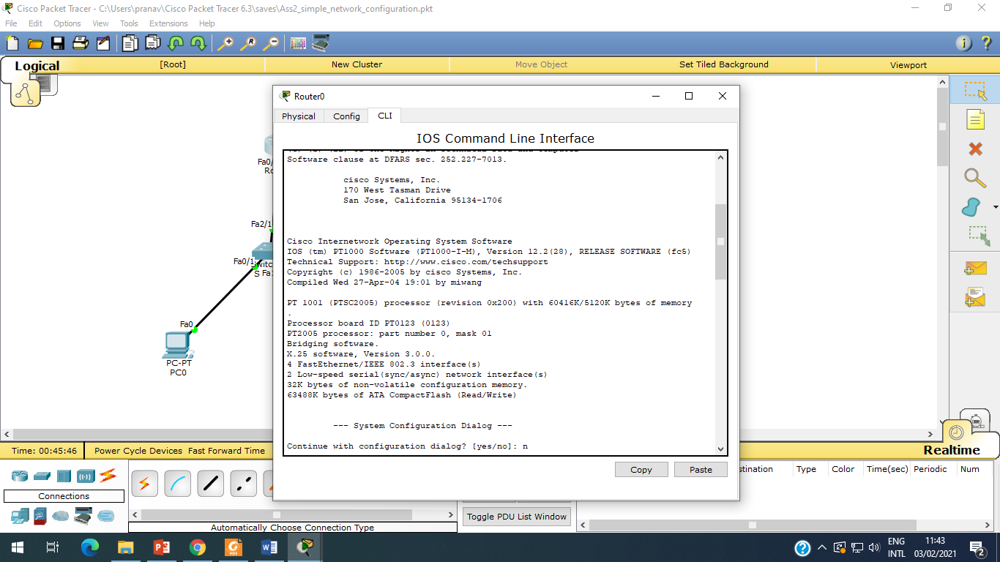 Cisco Packet Tracer - C:\Users\pranav\Cisco Packet Tracer 6.3\saves\Ass2_simple_network_configuration.pkt
File Edit Options View Tools Extensions Help
Logical [Root] New Cluster Move Object Set Tiled Background Viewport
Router0
Physical Config CLI
IOS Command Line Interface
Software clause at DFARS sec. 252.227-7013.
cisco Systems, Inc.
170 West Tasman Drive
San Jose, California 95134-1706
Cisco Internetwork Operating System Software
IOS (tm) PT1000 Software (PT1000-I-M), Version 12.2(28), RELEASE SOFTWARE (fc5)
Technical Support: http://www.cisco.com/techsupport
Copyright (c) 1986-2005 by cisco Systems, Inc.
Compiled Wed 27-Apr-04 19:01 by miwang
PT 1001 (PTSC2005) processor (revision 0x200) with 60416K/5120K bytes of memory
.
Processor board ID PT0123 (0123)
PT2005 processor: part number 0, mask 01
Bridging software.
X.25 software, Version 3.0.0.
4 FastEthernet/IEEE 802.3 interface(s)
2 Low-speed serial(sync/async) network interface(s)
32K bytes of non-volatile configuration memory.
63488K bytes of ATA CompactFlash (Read/Write)
--- System Configuration Dialog ---
Continue with configuration dialog? [yes/no]: n
Copy Paste
Fa0/
Ro
Fa2/1
Fa0/1
S Fa1
Fa0
PC-PT
PC0
Time: 00:45:46 Power Cycle Devices Fast Forward Time Realtime
Connections
Automatically Choose Connection Type
Toggle PDU List Window
stination Type Color Time(sec) Periodic Num
ENG
INTL
11:43
03/02/2021
2